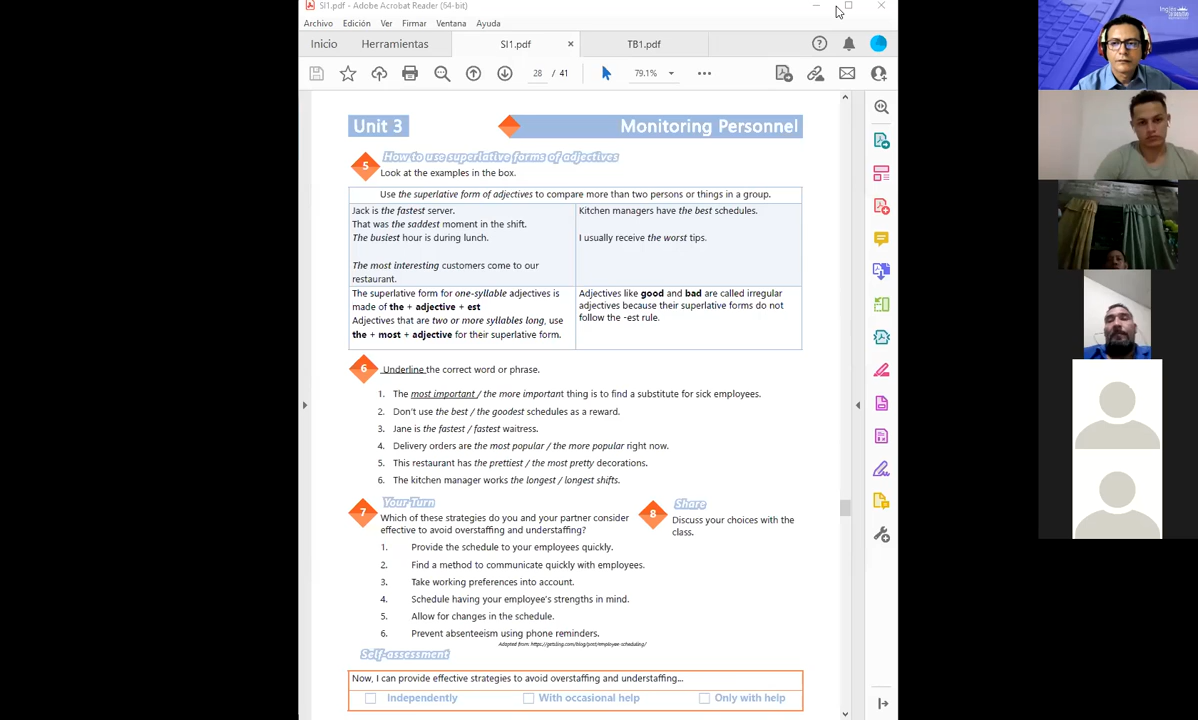 SI1.pdf - Adobe Acrobat Reader (64-bit)
Archivo Edición Ver Firmar Ventana Ayuda
Inicio Herramientas SI1.pdf × TB1.pdf
28 / 41 79.1%
Unit 3 Monitoring Personnel
5 How to use superlative forms of adjectives
Look at the examples in the box.
Use the superlative form of adjectives to compare more than two persons or things in a group.
Jack is the fastest server.
That was the saddest moment in the shift.
The busiest hour is during lunch.
The most interesting customers come to our
restaurant.
Kitchen managers have the best schedules.
I usually receive the worst tips.
The superlative form for one-syllable adjectives is
made of the + adjective + est
Adjectives that are two or more syllables long, use
the + most + adjective for their superlative form.
Adjectives like good and bad are called irregular
adjectives because their superlative forms do not
follow the -est rule.
6 Underline the correct word or phrase.
1. The most important / the more important thing is to find a substitute for sick employees.
2. Don't use the best / the goodest schedules as a reward.
3. Jane is the fastest / fastest waitress.
4. Delivery orders are the most popular / the more popular right now.
5. This restaurant has the prettiest / the most pretty decorations.
6. The kitchen manager works the longest / longest shifts.
7 Your Turn
Which of these strategies do you and your partner consider
effective to avoid overstaffing and understaffing?
1. Provide the schedule to your employees quickly.
2. Find a method to communicate quickly with employees.
3. Take working preferences into account.
4. Schedule having your employee's strengths in mind.
5. Allow for changes in the schedule.
6. Prevent absenteeism using phone reminders.
8 Share
Discuss your choices with the
class.
Adapted from: https://getsling.com/blog/post/employee-scheduling/
Self-assessment
Now, I can provide effective strategies to avoid overstaffing and understaffing...
Independently With occasional help Only with help